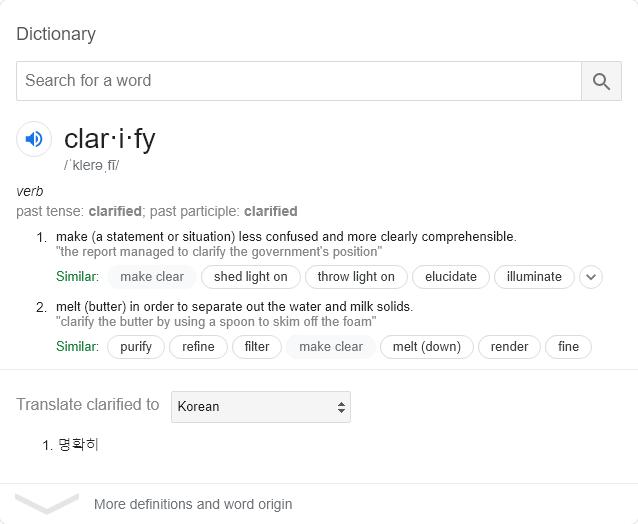 Dictionary
Search for a word
clar·i·fy
/ˈklerəˌfī/
verb
past tense: clarified; past participle: clarified
1. make (a statement or situation) less confused and more clearly comprehensible.
"the report managed to clarify the government's position"
Similar: make clear shed light on throw light on elucidate illuminate
2. melt (butter) in order to separate out the water and milk solids.
"clarify the butter by using a spoon to skim off the foam"
Similar: purify refine filter make clear melt (down) render fine
Translate clarified to Korean
1. 명확히
More definitions and word origin